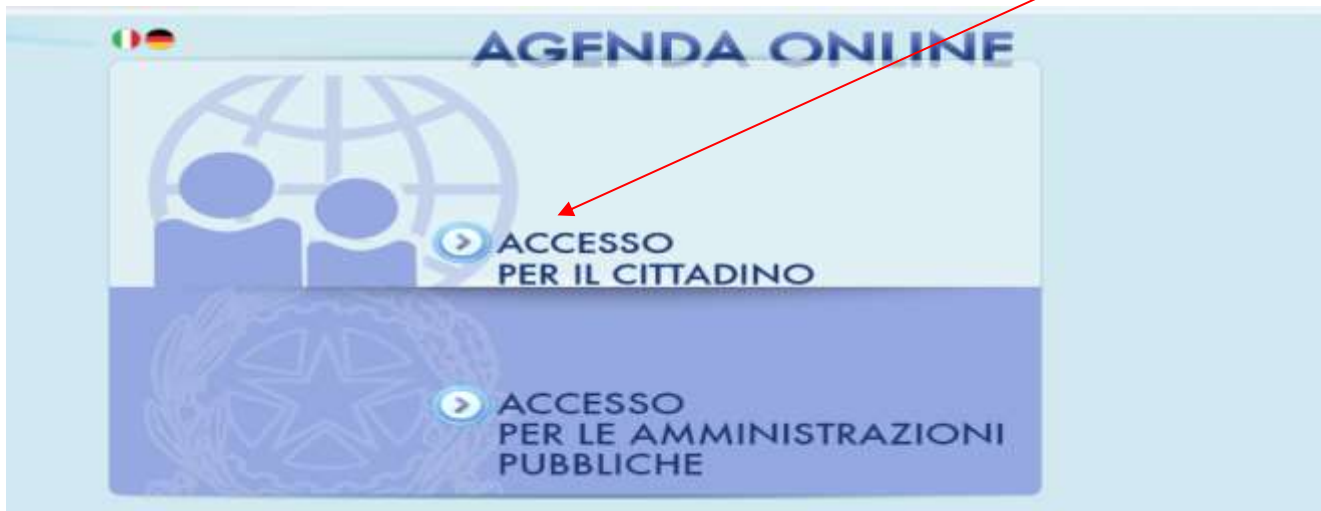 AGENDA ONLINE
ACCESSO
PER IL CITTADINO
ACCESSO
PER LE AMMINISTRAZIONI
PUBBLICHE